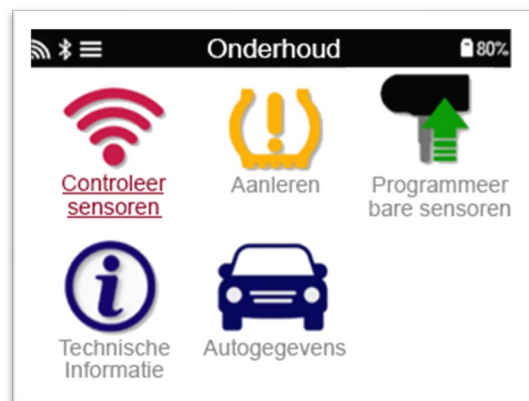 Onderhoud
80%
Controleer
sensoren
Aanleren
Programmeer
bare sensoren
Technische
Informatie
Autogegevens